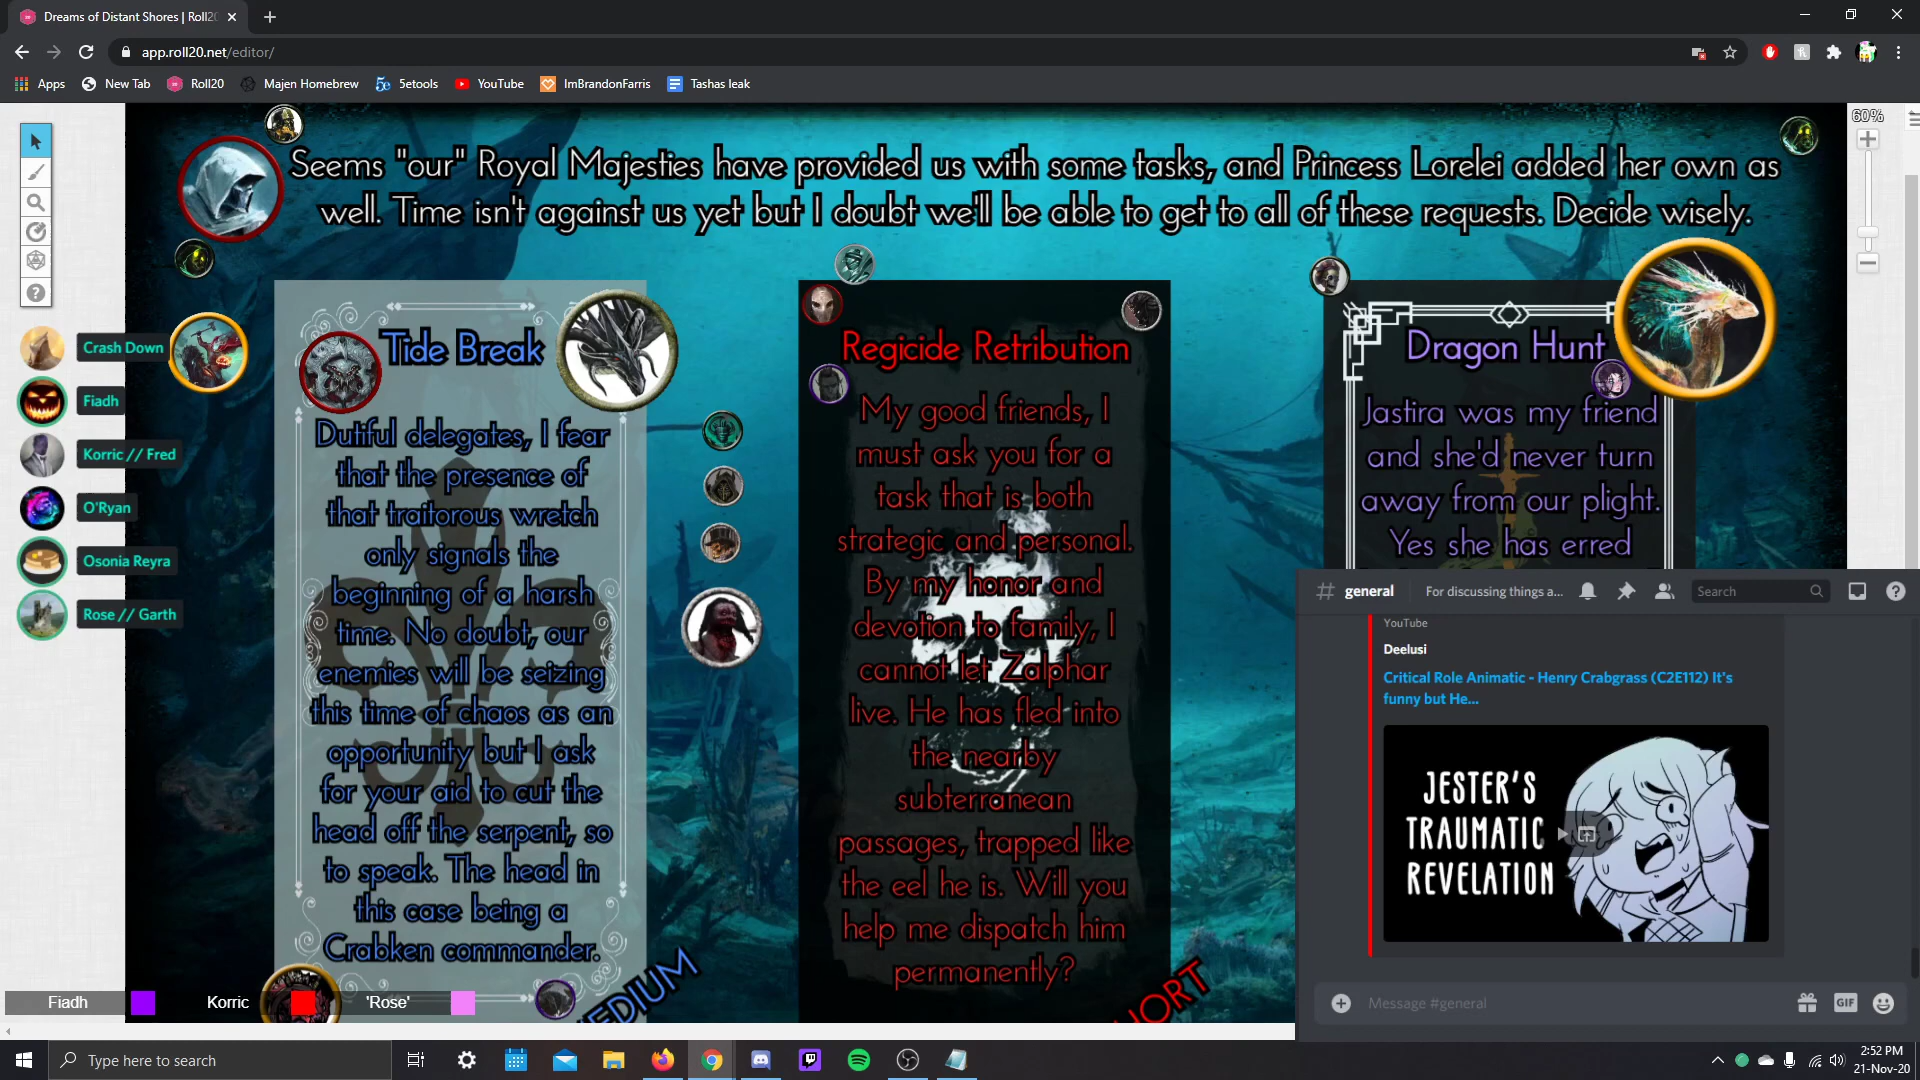 Dreams of Distant Shores | Roll20
app.roll20.net/editor/
Apps New Tab Roll20 Majen Homebrew 5etools YouTube ImBrandonFarris Tashas leak
60%
Seems "our" Royal Majesties have provided us with some tasks, and Princess Lorelei added her own as
well. Time isn't against us yet but I doubt we'll be able to get to all of these requests. Decide wisely.
Crash Down
Fiadh
Korric // Fred
O'Ryan
Osonia Reyra
Rose // Garth
Tide Break
Dutiful delegates, I fear
that the presence of
that traitorous wretch
only signals the
beginning of a harsh
time. No doubt, our
enemies will be seizing
this time of chaos as an
opportunity but I ask
for your aid to cut the
head off the serpent, so
to speak. The head in
this case being a
Crabken commander.
EDIUM
Regicide Retribution
My good friends, I
must ask you for a
task that is both
strategic and personal.
By my honor and
devotion to family, I
cannot let Zalphar
live. He has fled into
the nearby
subterranean
passages, trapped like
the eel he is. Will you
help me dispatch him
permanently?
HORT
Dragon Hunt
Jastira was my friend
and she'd never turn
away from our plight.
Yes she has erred
# general For discussing things a... Search
YouTube
Deelusi
Critical Role Animatic - Henry Crabgrass (C2E112) It's
funny but He...
JESTER'S
TRAUMATIC
REVELATION
Message #general
GIF
Fiadh Korric 'Rose'
Type here to search
2:52 PM
21-Nov-20